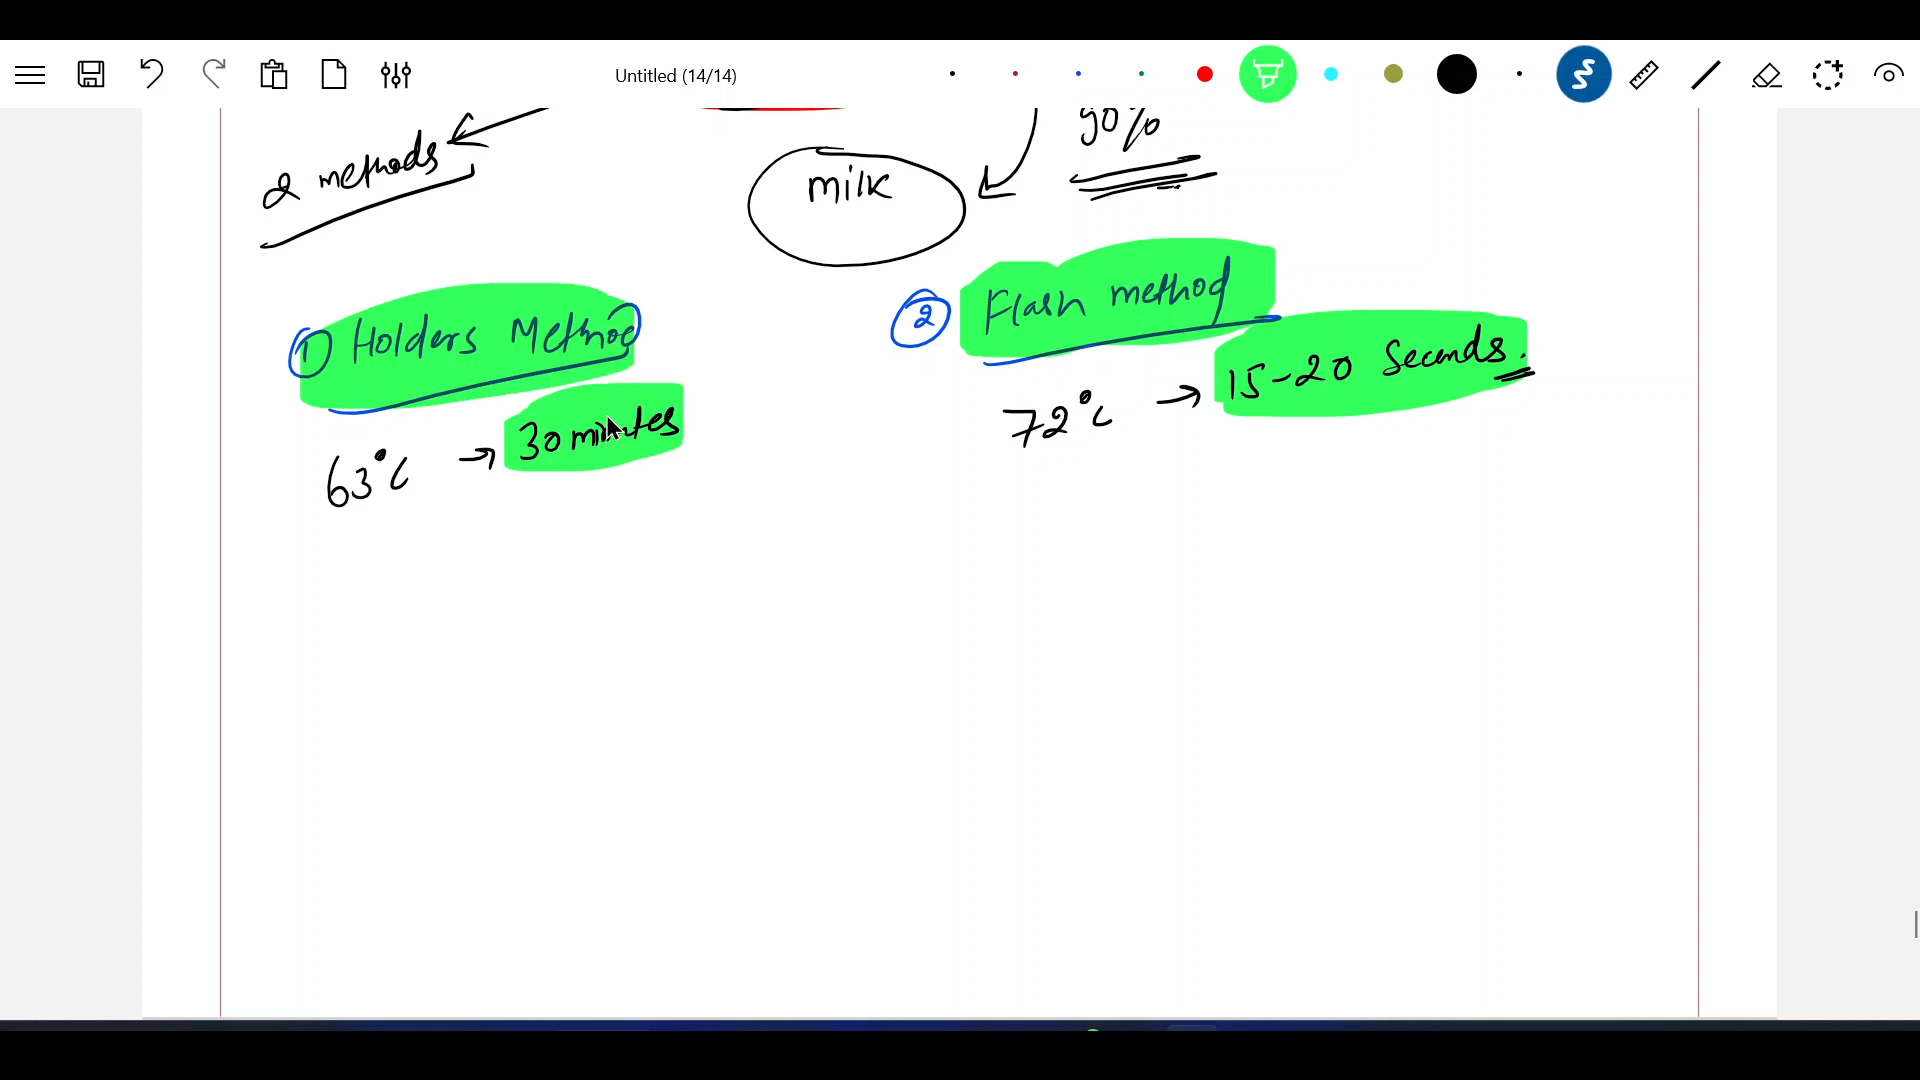 Untitled (14/14)
90%
2 methods
milk
① Holders Method
② Flash method
63°C → 30 minutes
72°C → 15-20 Seconds.